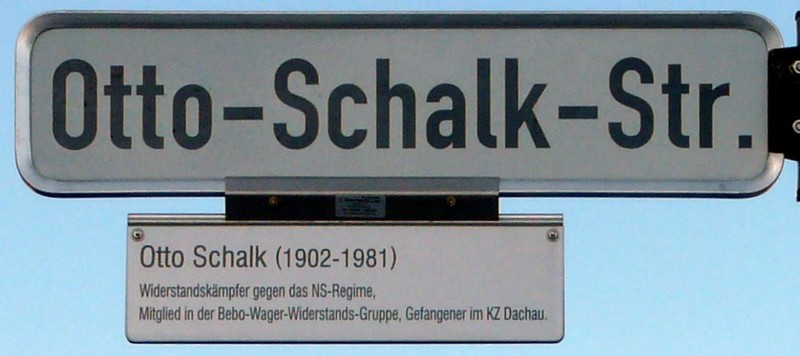 Otto-Schalk-Str.
Otto Schalk (1902-1981)
Widerstandskämpfer gegen das NS-Regime,
Mitglied in der Bebo-Wager-Widerstands-Gruppe, Gefangener im KZ Dachau.